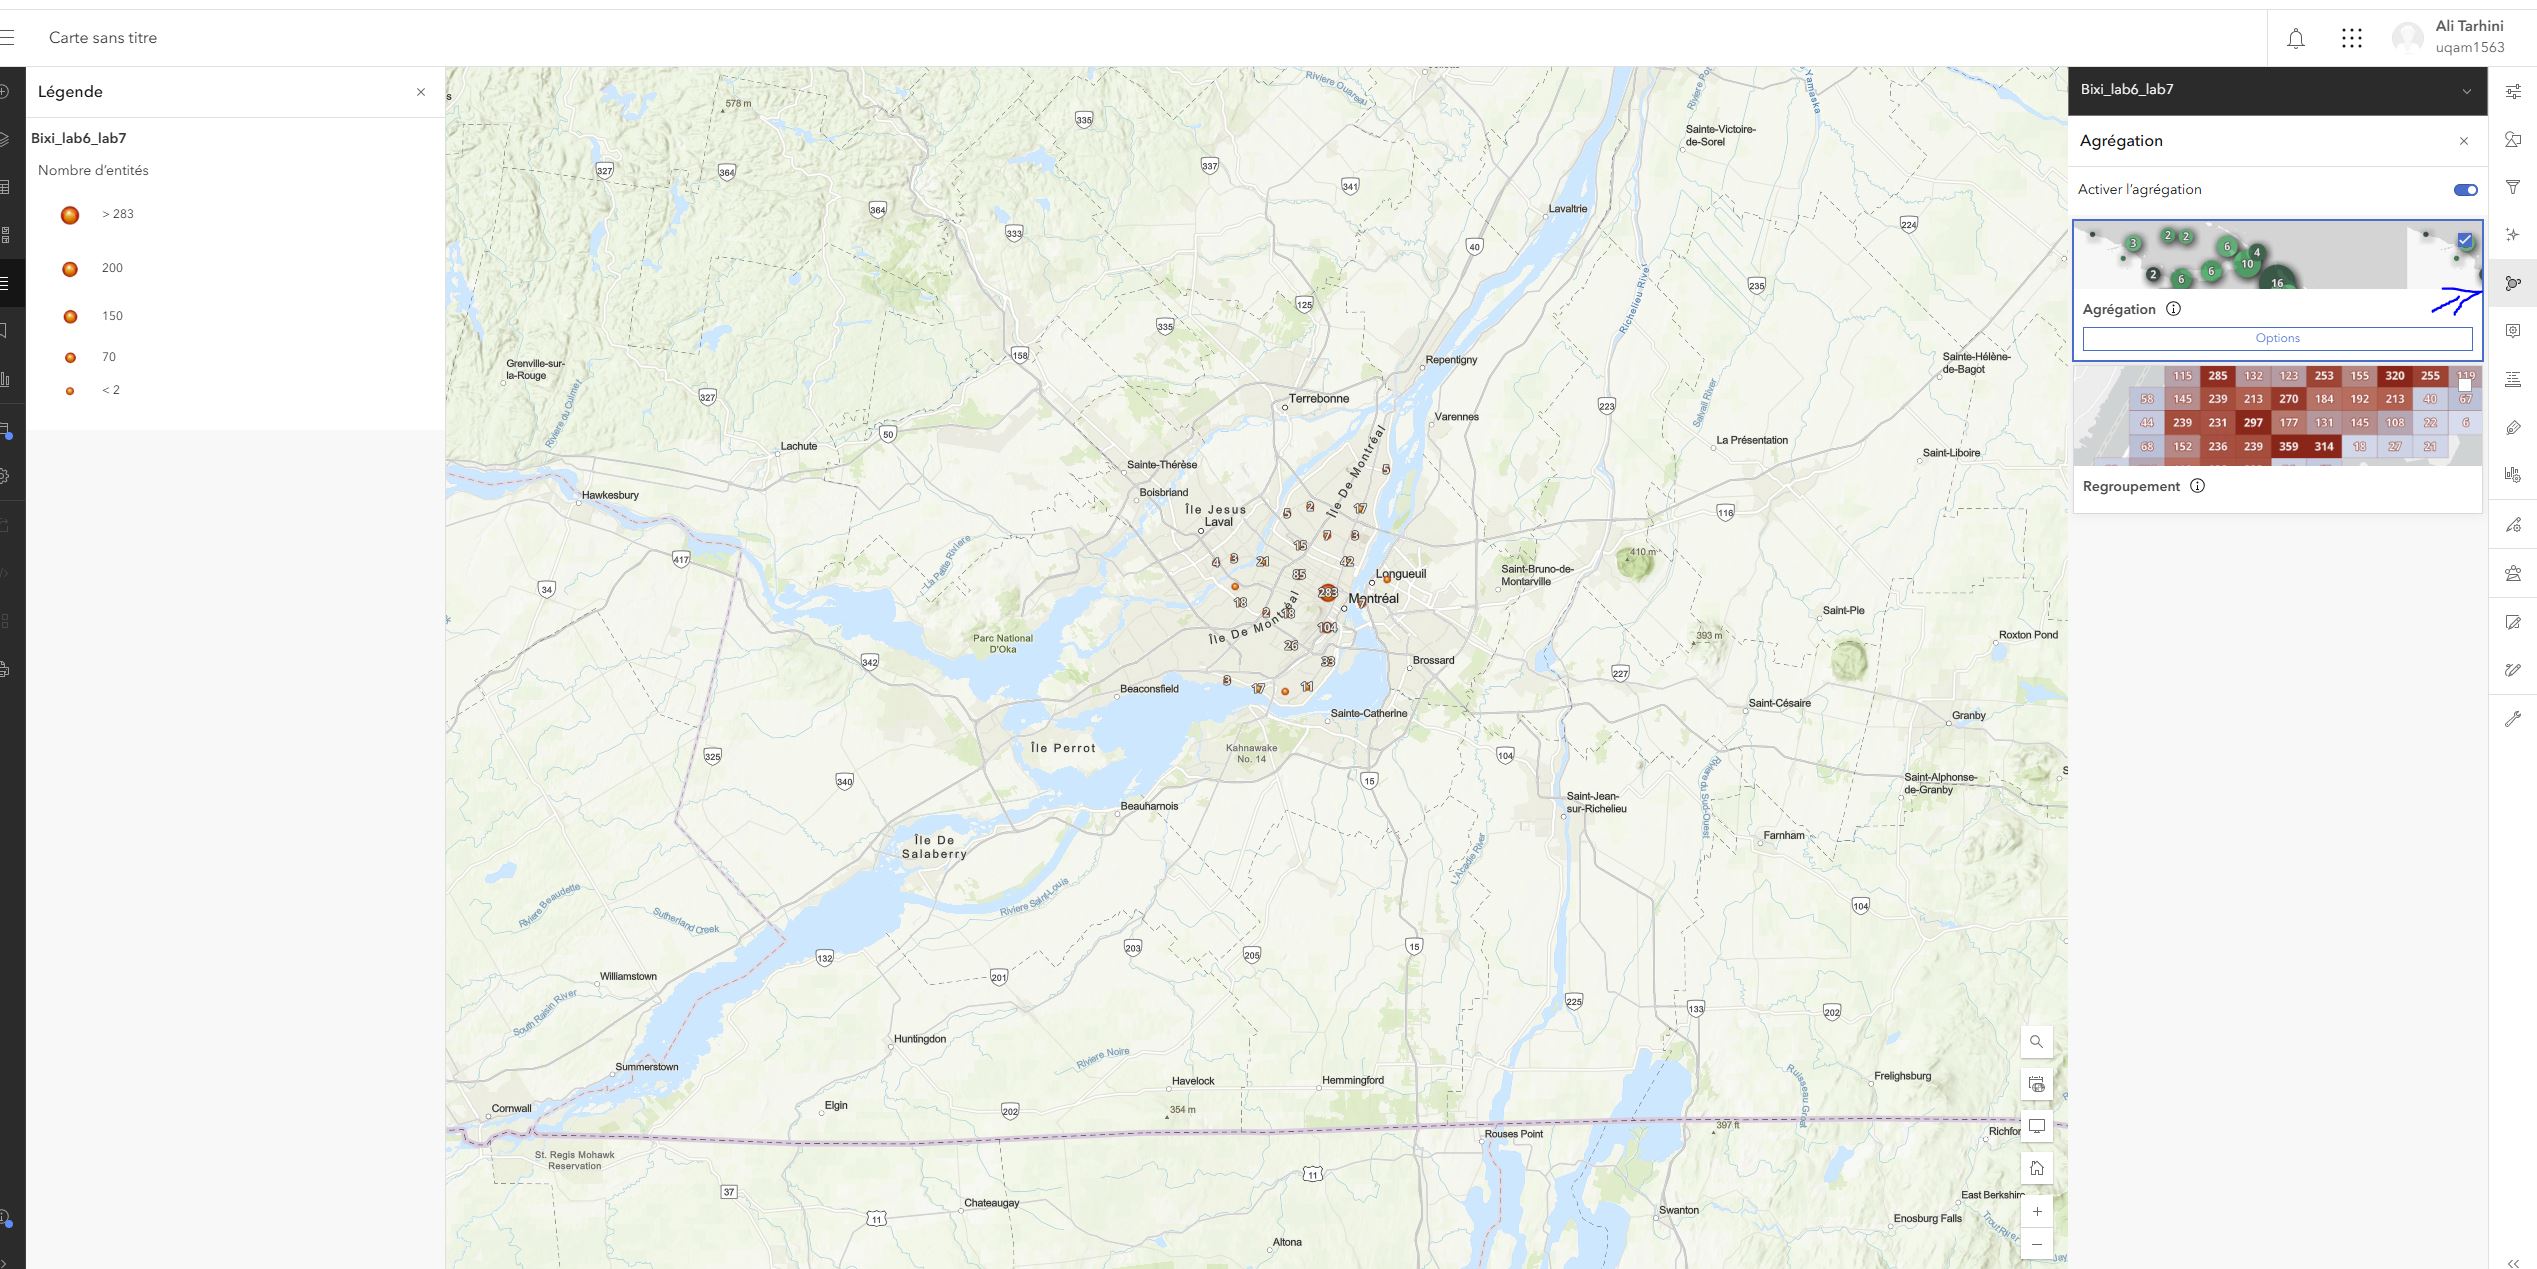 Carte sans titre
Ali Tarhini
uqam1563
Légende
Bixi_lab6_lab7
Nombre d'entités
> 283
200
150
70
< 2
Bixi_lab6_lab7
Agrégation
Activer l'agrégation
3
2
2
6
4
10
2
6
6
16
Agrégation
Options
115 285 132 123 253 155 320 255 119
58 145 239 213 270 184 192 213 40 67
44 239 231 297 177 131 145 108 22 6
68 152 236 239 359 314 18 27 21
Regroupement
578 m
Riviere Ouareau
335
Sainte-Victoire-
de-Sorel
327
364
337
341
364
Lavaltrie
224
333
40
235
125
Richelieu River
335
158
Grenville-sur-
la-Rouge
Repentigny
Sainte-Hélène-
de-Bagot
327
Terrebonne
223
Varennes
50
Lachute
La Présentation
Saint-Liboire
Sainte-Thérèse
Île De Montréal
5
Hawkesbury
Boisbriand
Île Jesus
Laval
5
2
17
116
7
3
15
417
4
3
21
42
410 m
34
85
Longueuil
Saint-Bruno-de-
Montarville
283
Montréal
7
18
2
18
Saint-Pie
Île De Montréal
104
Parc National
D'Oka
26
393 m
Roxton Pond
342
33
Brossard
227
3
17
11
Beaconsfield
Sainte-Catherine
Saint-Césaire
Granby
325
Île Perrot
Kahnawake
No. 14
104
340
15
Saint-Alphonse-
de-Granby
Beauharnois
Saint-Jean-
sur-Richelieu
Île De
Salaberry
Farnham
L'Acadie River
Riviere Saint-Louis
Riviere Beaudette
Sutherland Creek
104
132
203
205
15
Williamstown
201
South Raisin River
225
133
202
Huntingdon
Riviere Noire
Summerstown
Havelock
Hemmingford
Frelighsburg
Ruisseau Groat
Cornwall
Elgin
202
354 m
397 ft
Rouses Point
St. Regis Mohawk
Reservation
11
37
Chateaugay
11
East Berkshire
Swanton
Enosburg Falls
Altona